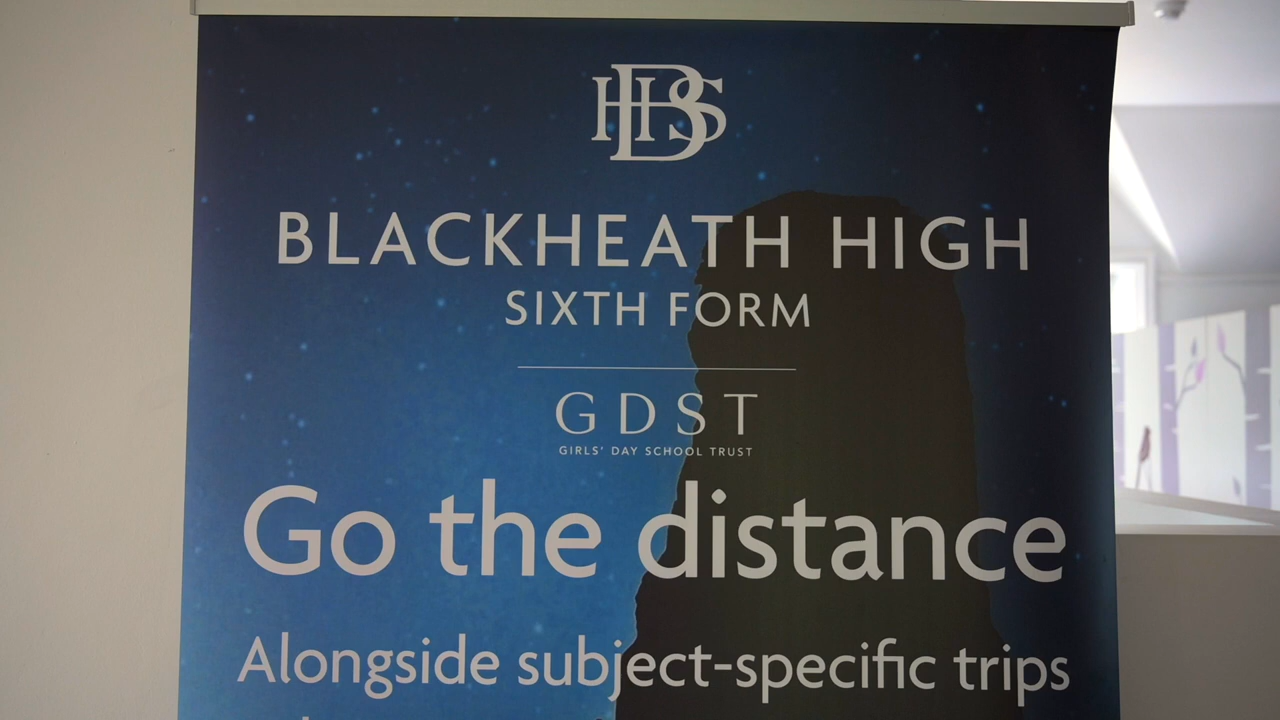 BHS
BLACKHEATH HIGH
SIXTH FORM
GDST
GIRLS' DAY SCHOOL TRUST
Go the distance
Alongside subject-specific trips